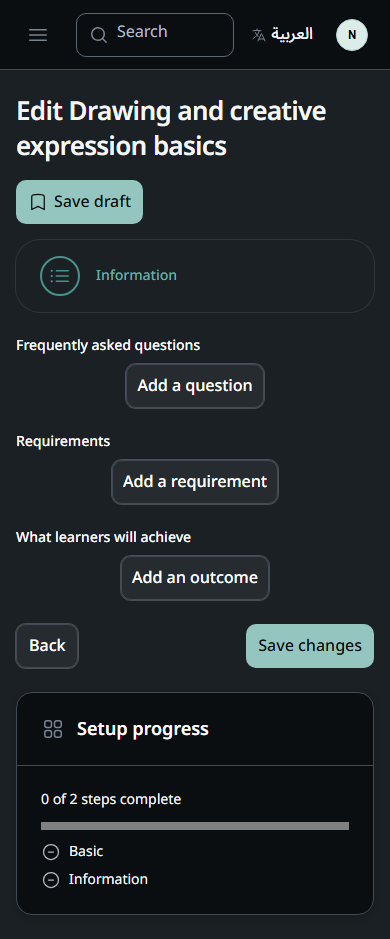 Search
العربية
N
Edit Drawing and creative
expression basics
Save draft
Information
Frequently asked questions
Add a question
Requirements
Add a requirement
What learners will achieve
Add an outcome
Back
Save changes
Setup progress
0 of 2 steps complete
Basic
Information